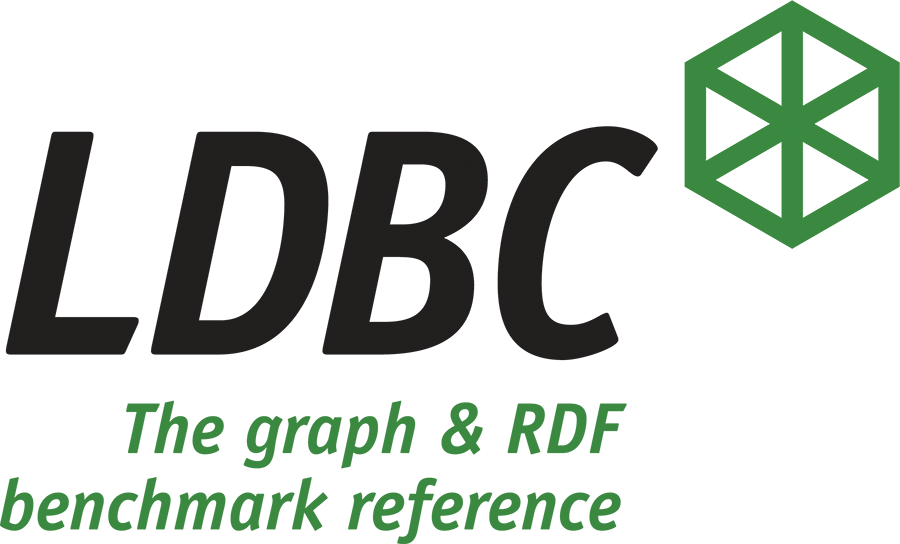 LDBC
The graph & RDF
benchmark reference